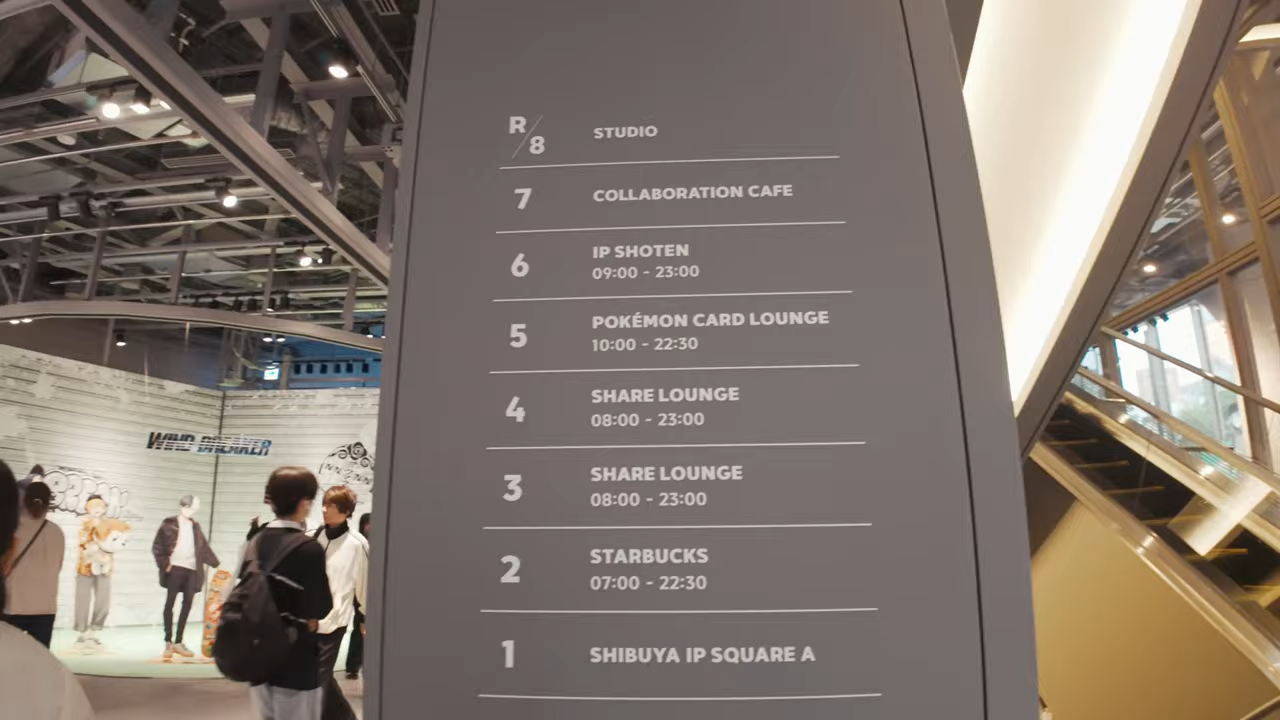 R/8 STUDIO
7 COLLABORATION CAFE
6 IP SHOTEN
09:00 - 23:00
5 POKÉMON CARD LOUNGE
10:00 - 22:30
4 SHARE LOUNGE
08:00 - 23:00
3 SHARE LOUNGE
08:00 - 23:00
2 STARBUCKS
07:00 - 22:30
1 SHIBUYA IP SQUARE A
WIND BREAKER